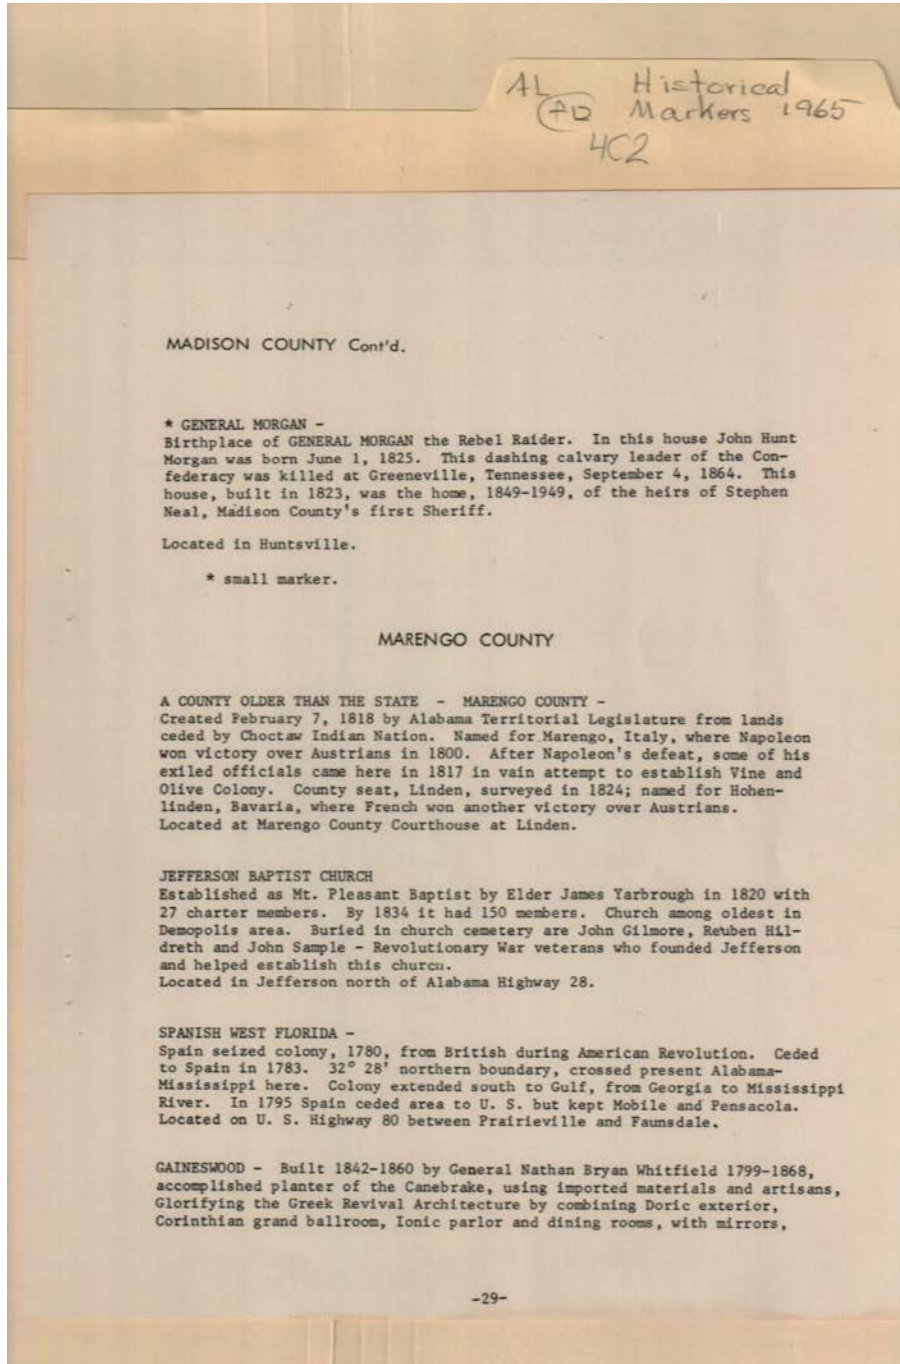 AL Historical
AD Markers 1965
4C2
MADISON COUNTY Cont'd.
* GENERAL MORGAN -
Birthplace of GENERAL MORGAN the Rebel Raider. In this house John Hunt
Morgan was born June 1, 1825. This dashing calvary leader of the Con-
federacy was killed at Greeneville, Tennessee, September 4, 1864. This
house, built in 1823, was the home, 1849-1949, of the heirs of Stephen
Neal, Madison County's first Sheriff.
Located in Huntsville.
* small marker.
MARENGO COUNTY
A COUNTY OLDER THAN THE STATE - MARENGO COUNTY -
Created February 7, 1818 by Alabama Territorial Legislature from lands
ceded by Choctaw Indian Nation. Named for Marengo, Italy, where Napoleon
won victory over Austrians in 1800. After Napoleon's defeat, some of his
exiled officials came here in 1817 in vain attempt to establish Vine and
Olive Colony. County seat, Linden, surveyed in 1824; named for Hohen-
linden, Bavaria, where French won another victory over Austrians.
Located at Marengo County Courthouse at Linden.
JEFFERSON BAPTIST CHURCH
Established as Mt. Pleasant Baptist by Elder James Yarbrough in 1820 with
27 charter members. By 1834 it had 150 members. Church among oldest in
Demopolis area. Buried in church cemetery are John Gilmore, Reuben Hil-
dreth and John Sample - Revolutionary War veterans who founded Jefferson
and helped establish this church.
Located in Jefferson north of Alabama Highway 28.
SPANISH WEST FLORIDA -
Spain seized colony, 1780, from British during American Revolution. Ceded
to Spain in 1783. 32° 28' northern boundary, crossed present Alabama-
Mississippi here. Colony extended south to Gulf, from Georgia to Mississippi
River. In 1795 Spain ceded area to U. S. but kept Mobile and Pensacola.
Located on U. S. Highway 80 between Prairieville and Faunsdale.
GAINESWOOD - Built 1842-1860 by General Nathan Bryan Whitfield 1799-1868,
accomplished planter of the Canebrake, using imported materials and artisans,
Glorifying the Greek Revival Architecture by combining Doric exterior,
Corinthian grand ballroom, Ionic parlor and dining rooms, with mirrors,
-29-